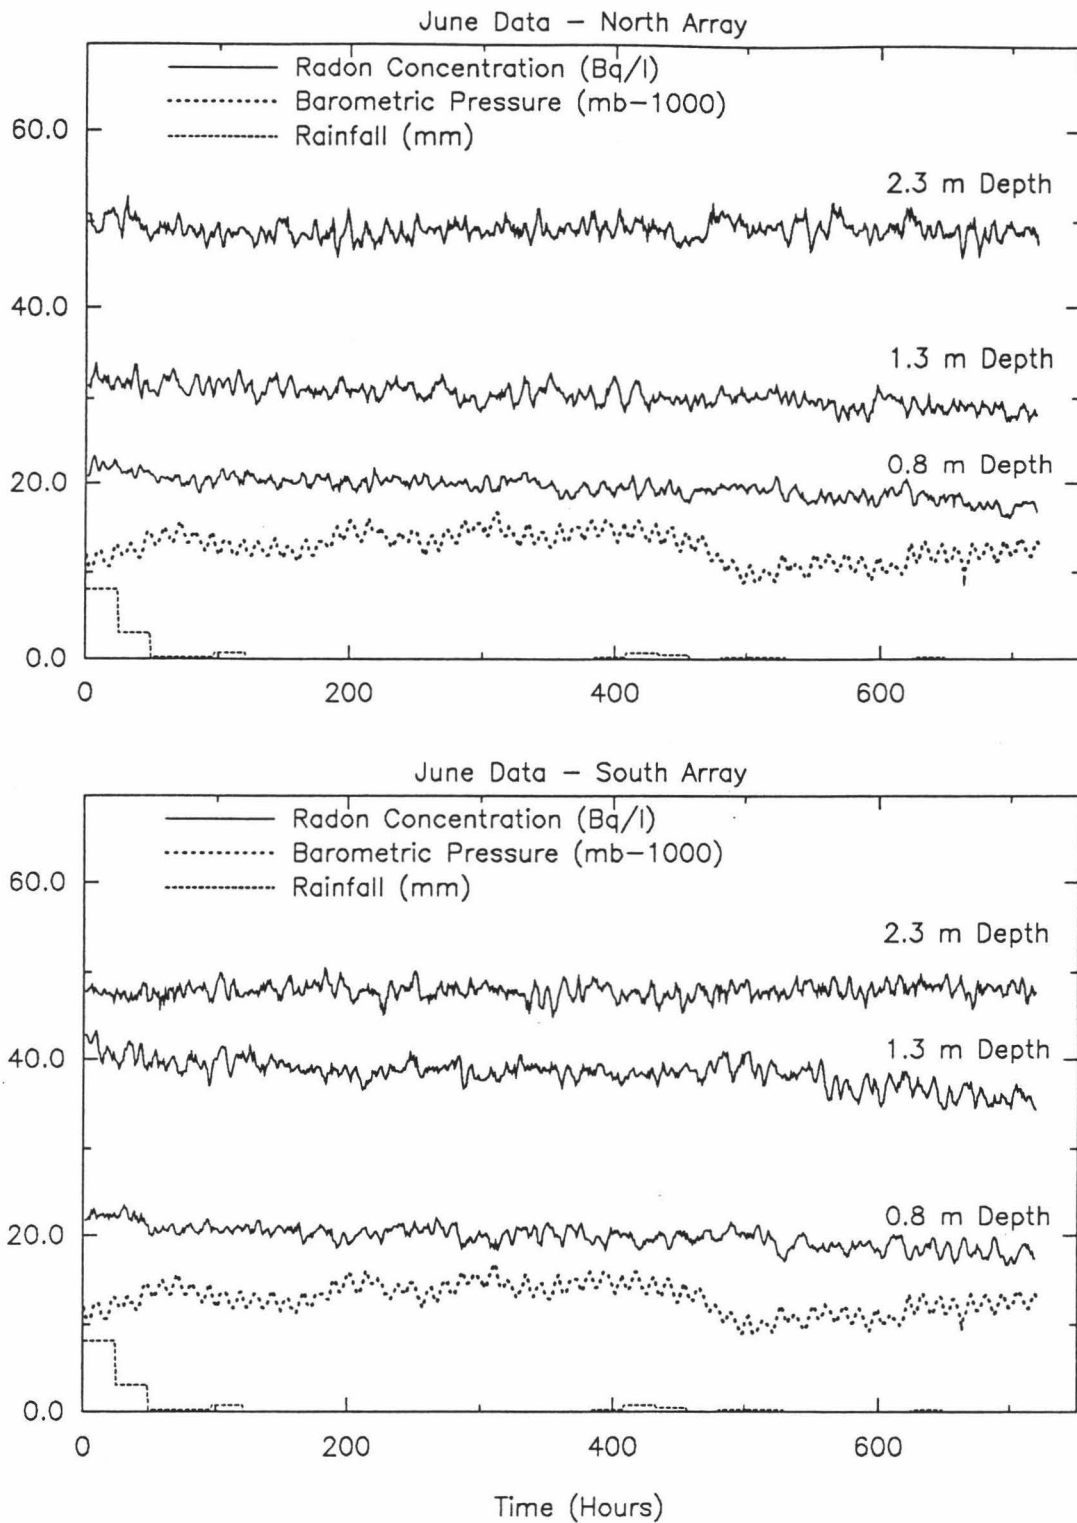 June Data – North Array
Radon Concentration (Bq/l)
Barometric Pressure (mb–1000)
Rainfall (mm)
60.0
2.3 m Depth
40.0
1.3 m Depth
0.8 m Depth
20.0
0.0
0 200 400 600
June Data – South Array
Radon Concentration (Bq/l)
Barometric Pressure (mb–1000)
Rainfall (mm)
60.0
2.3 m Depth
40.0
1.3 m Depth
0.8 m Depth
20.0
0.0
0 200 400 600
Time (Hours)